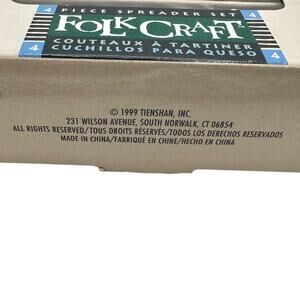 PIECE SPREADER SET
4 FOLK CRAFT 4
COUTEAUX À TARTINER
4 CUCHILLOS PARA QUESO 4
© 1999 TIENSHAN, INC.
231 WILSON AVENUE, SOUTH NORWALK, CT 06854
ALL RIGHTS RESERVED/TOUS DROITS RÉSERVÉS/TODOS LOS DERECHOS RESERVADOS
MADE IN CHINA/FABRIQUÉ EN CHINE/HECHO EN CHINA